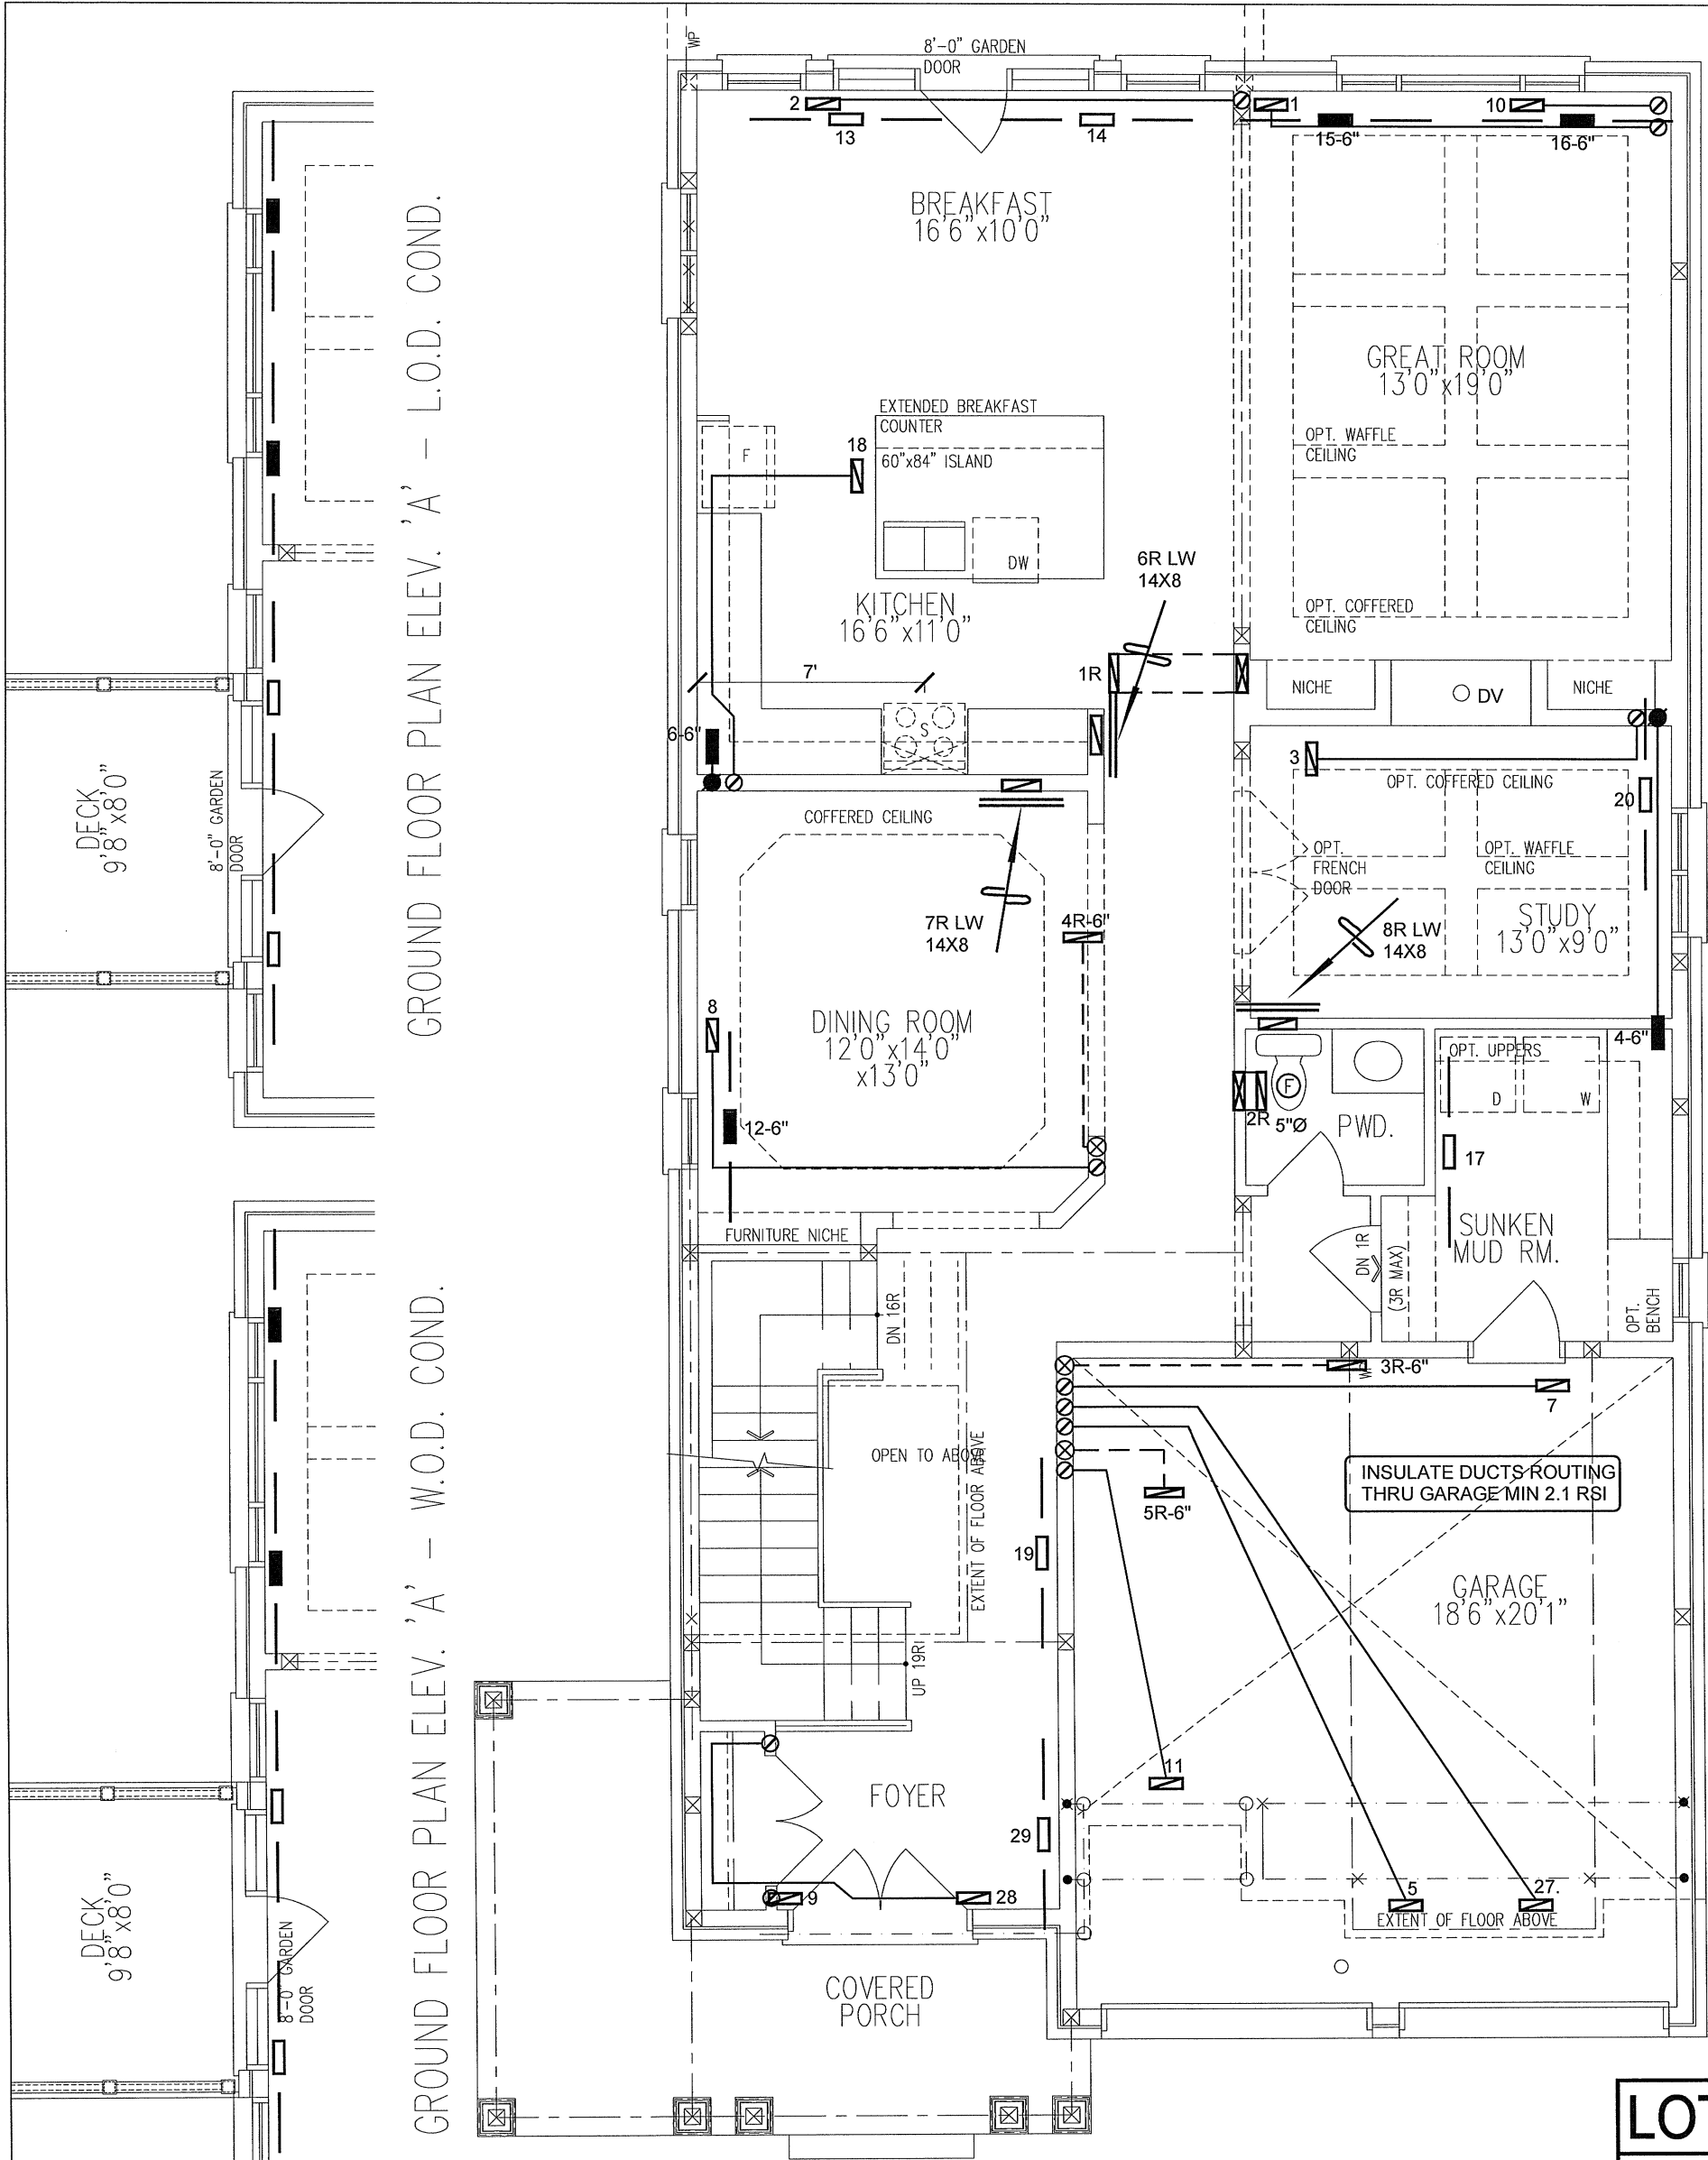 WP
8'-0" GARDEN
DOOR
2
13
14
1
10
15-6"
16-6"
BREAKFAST
16'6"x10'0"
GREAT ROOM
13'0"x19'0"
OPT. WAFFLE
CEILING
OPT. COFFERED
CEILING
EXTENDED BREAKFAST
COUNTER
60"x84" ISLAND
18
F
DW
KITCHEN
16'6"x11'0"
6R LW
14X8
7'
1R
S
6-6"
NICHE
DV
NICHE
3
OPT. COFFERED CEILING
20
OPT.
FRENCH
DOOR
OPT. WAFFLE
CEILING
STUDY
13'0"x9'0"
8R LW
14X8
COFFERED CEILING
7R LW
14X8
4R-6"
8
DINING ROOM
12'0"x14'0"
x13'0"
12-6"
FURNITURE NICHE
4-6"
OPT. UPPERS
D
W
F
2R
5"Ø
PWD.
17
SUNKEN
MUD RM.
DN 1R
(3R MAX)
OPT.
BENCH
DN 16R
OPEN TO ABOVE
EXTENT OF FLOOR ABOVE
UP 19R
3R-6"
7
5R-6"
INSULATE DUCTS ROUTING
THRU GARAGE MIN 2.1 RSI
19
GARAGE
18'6"x20'1"
11
FOYER
29
9
28
5
27.
EXTENT OF FLOOR ABOVE
COVERED
PORCH
GROUND FLOOR PLAN ELEV. 'A' - L.O.D. COND.
DECK
9'8"x8'0"
8'-0" GARDEN
DOOR
GROUND FLOOR PLAN ELEV. 'A' - W.O.D. COND.
DECK
9'8"x8'0"
8'-0" GARDEN
DOOR
LOT